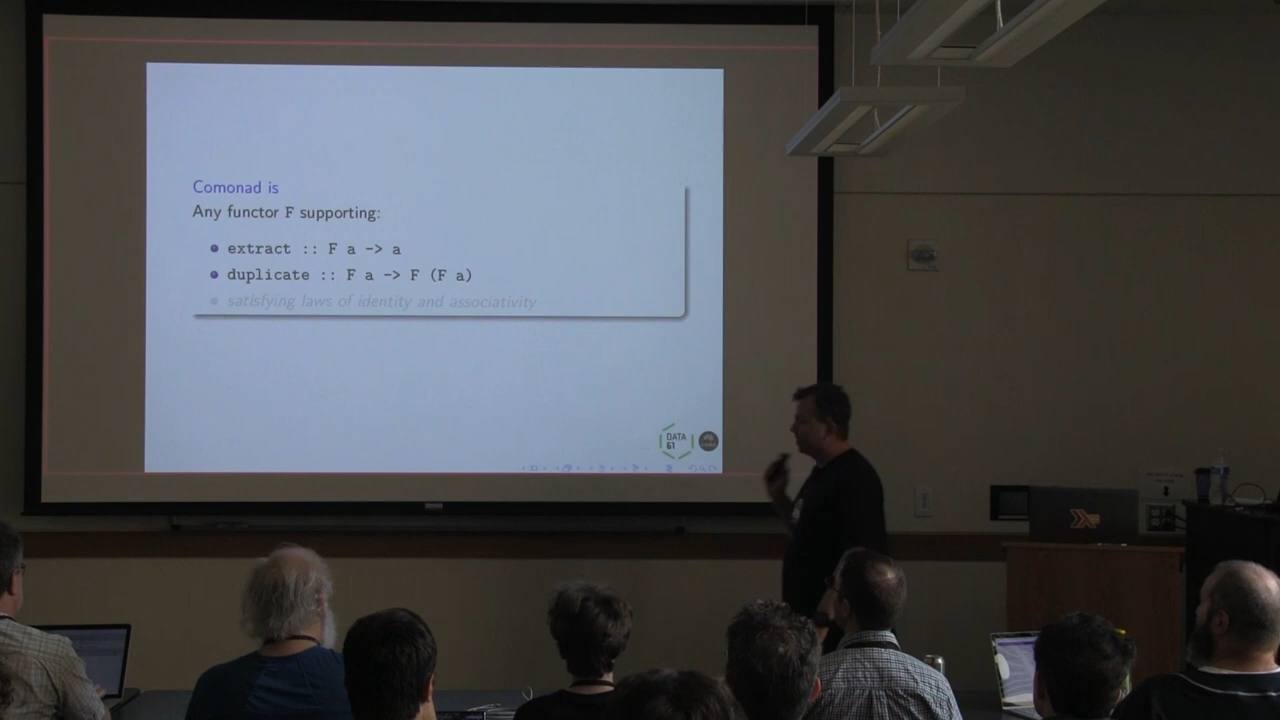 Comonad is
Any functor F supporting:
extract :: F a -> a
duplicate :: F a -> F (F a)
satisfying laws of identity and associativity
DATA
61